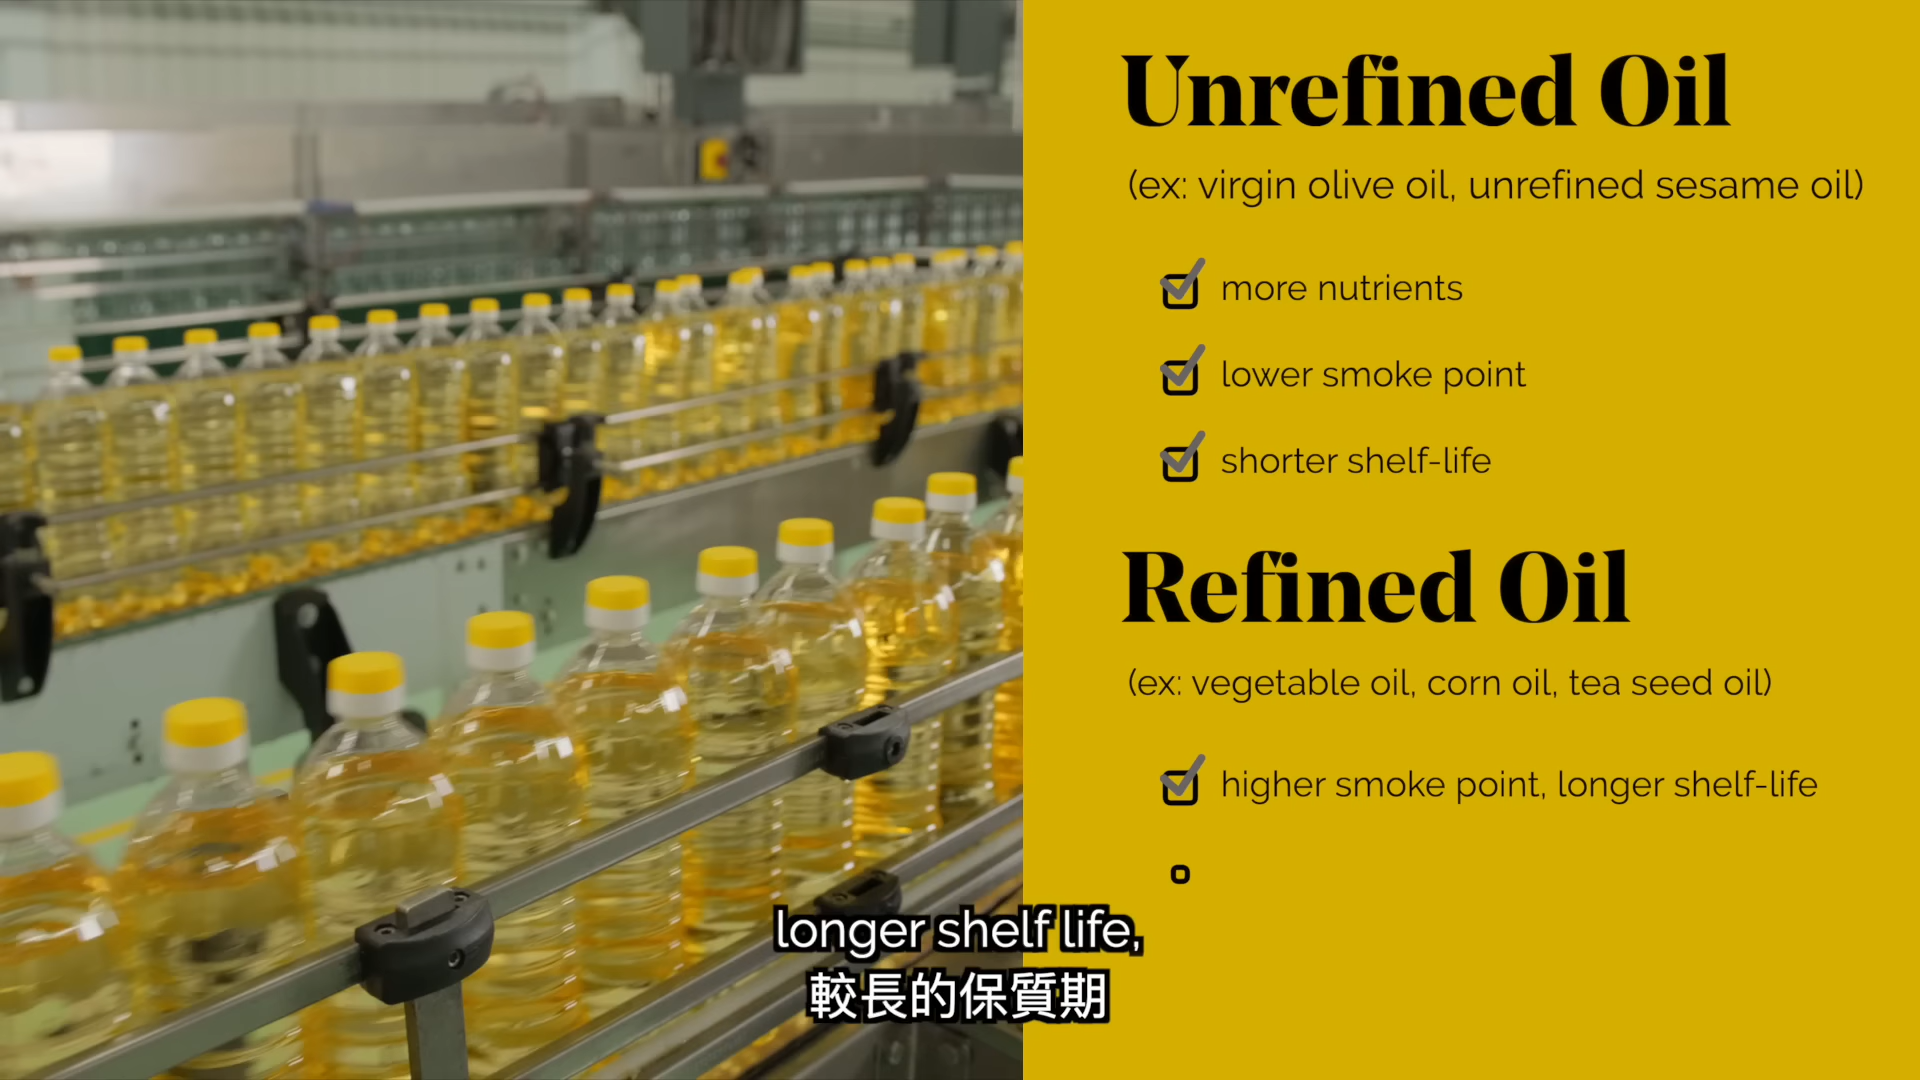 Unrefined Oil
(ex: virgin olive oil, unrefined sesame oil)
more nutrients
lower smoke point
shorter shelf-life
Refined Oil
(ex: vegetable oil, corn oil, tea seed oil)
higher smoke point, longer shelf-life
longer shelf life,
較長的保質期